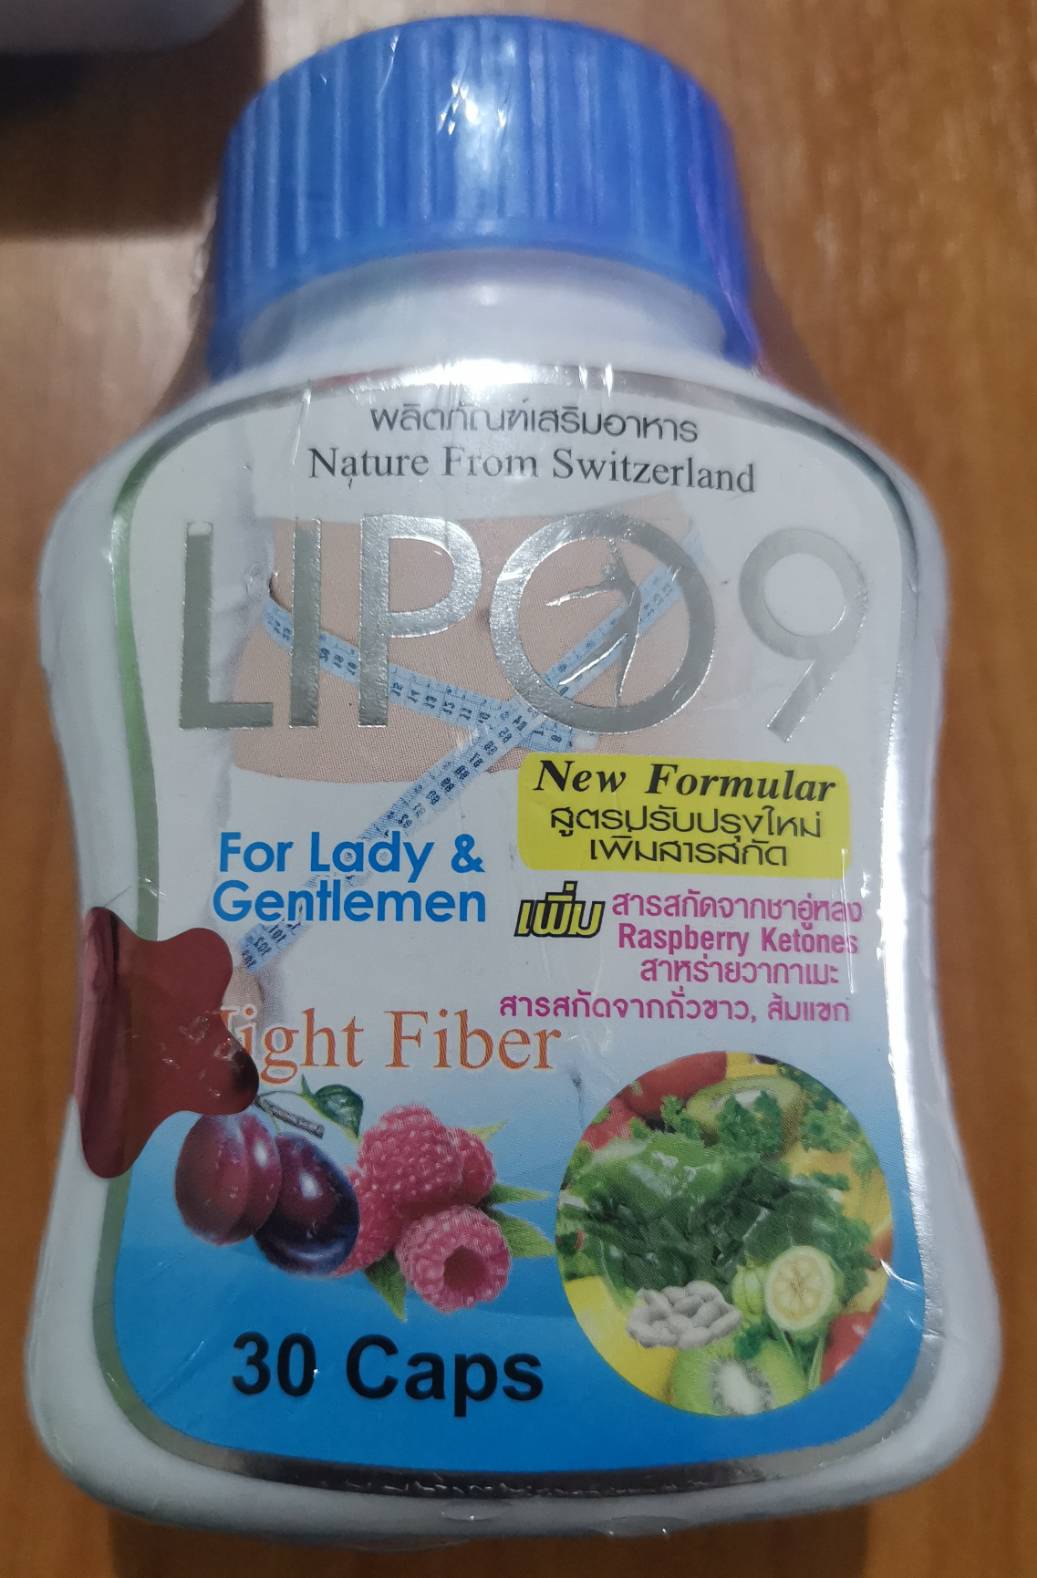 ผลิตภัณฑ์เสริมอาหาร
Nature From Switzerland
LIPO9
New Formular
สูตรปรับปรุงใหม่
เพิ่มสารสกัด
For Lady &
Gentlemen
เพิ่ม สารสกัดจากชาอู่หลง
Raspberry Ketones
สาหร่ายวากาเมะ
สารสกัดจากถั่วขาว, ส้มแขก
Fiber
30 Caps